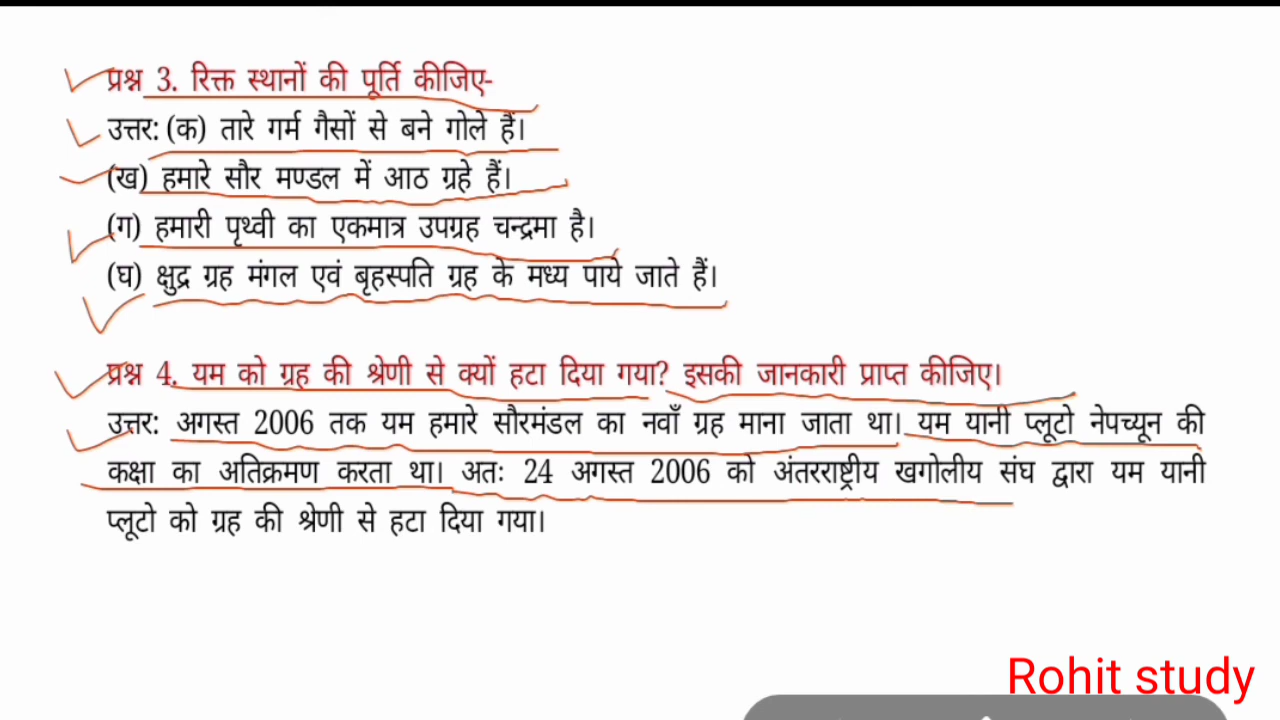 प्रश्न 3. रिक्त स्थानों की पूर्ति कीजिए-
उत्तर: (क) तारे गर्म गैसों से बने गोले हैं।
(ख) हमारे सौर मण्डल में आठ ग्रहे हैं।
(ग) हमारी पृथ्वी का एकमात्र उपग्रह चन्द्रमा है।
(घ) क्षुद्र ग्रह मंगल एवं बृहस्पति ग्रह के मध्य पाये जाते हैं।
प्रश्न 4. यम को ग्रह की श्रेणी से क्यों हटा दिया गया? इसकी जानकारी प्राप्त कीजिए।
उत्तर: अगस्त 2006 तक यम हमारे सौरमंडल का नवाँ ग्रह माना जाता था। यम यानी प्लूटो नेपच्यून की
कक्षा का अतिक्रमण करता था। अतः 24 अगस्त 2006 को अंतरराष्ट्रीय खगोलीय संघ द्वारा यम यानी
प्लूटो को ग्रह की श्रेणी से हटा दिया गया।
Rohit study